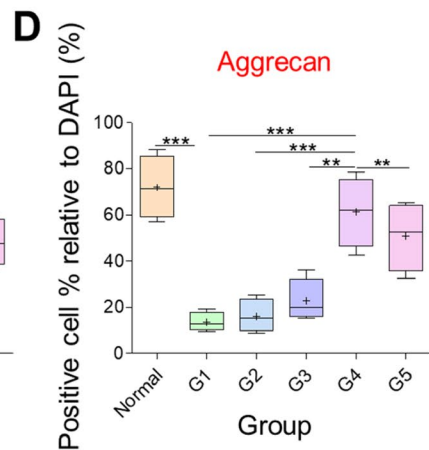 D
Aggrecan
Positive cell % relative to DAPI (%)
100
80
60
40
20
0
***
***
***
**
**
Normal
G1
G2
G3
G4
G5
Group